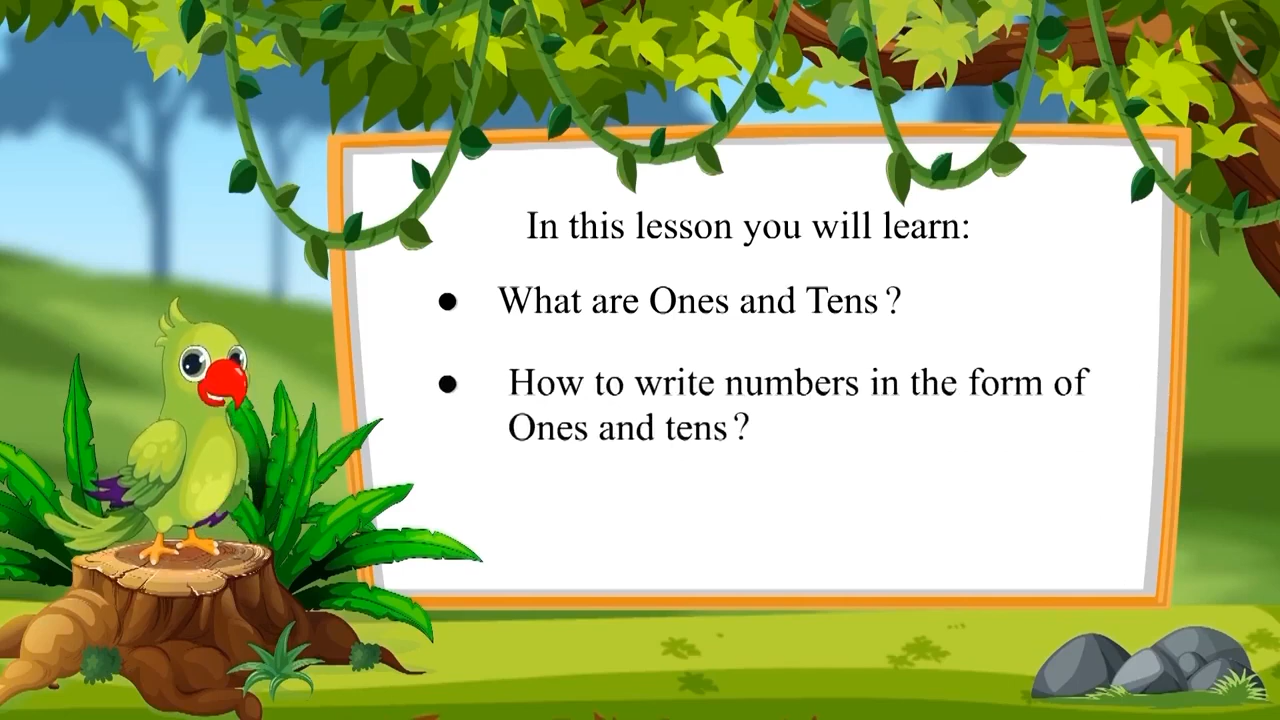 In this lesson you will learn:
● What are Ones and Tens ?
● How to write numbers in the form of
Ones and tens ?